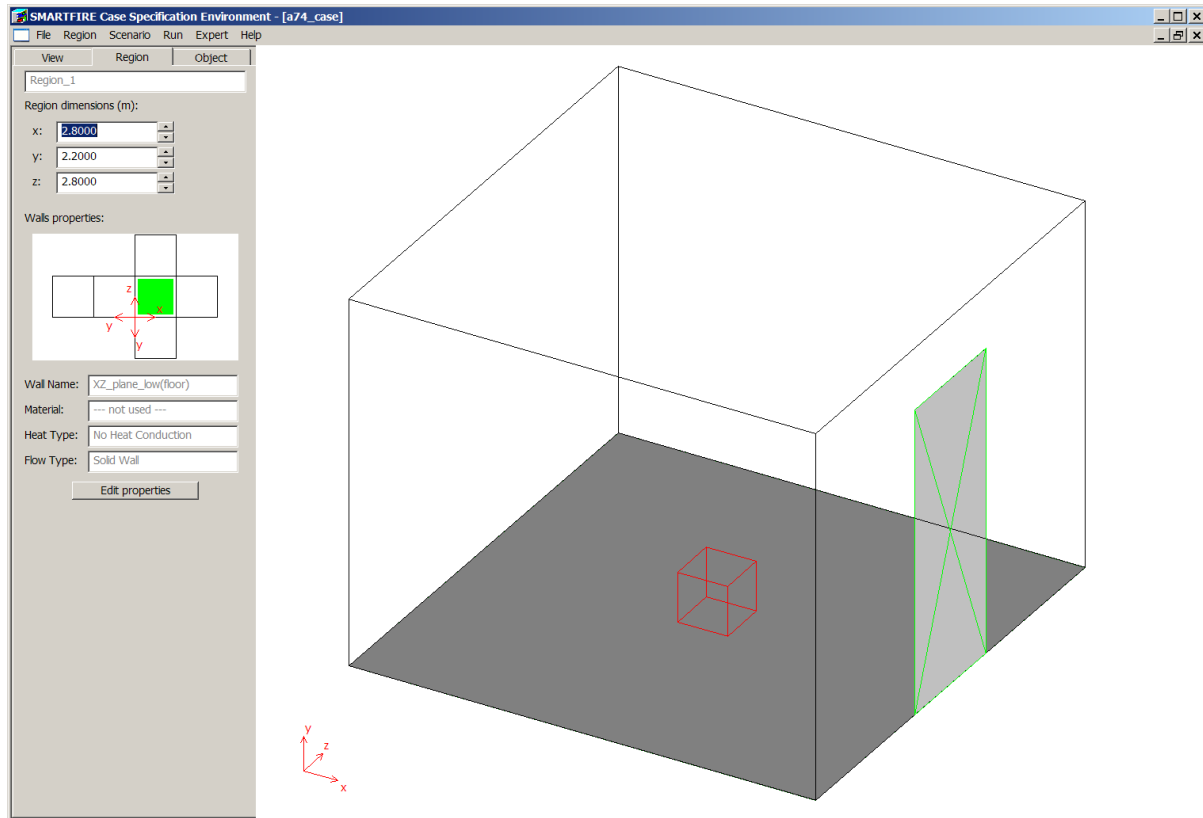 SMARTFIRE Case Specification Environment - [a74_case]
File Region Scenario Run Expert Help
View Region Object
Region_1
Region dimensions (m):
x: 2.8000
y: 2.2000
z: 2.8000
Walls properties:
z
x
y
y
Wall Name: XZ_plane_low(floor)
Material: --- not used ---
Heat Type: No Heat Conduction
Flow Type: Solid Wall
Edit properties
y
z
x